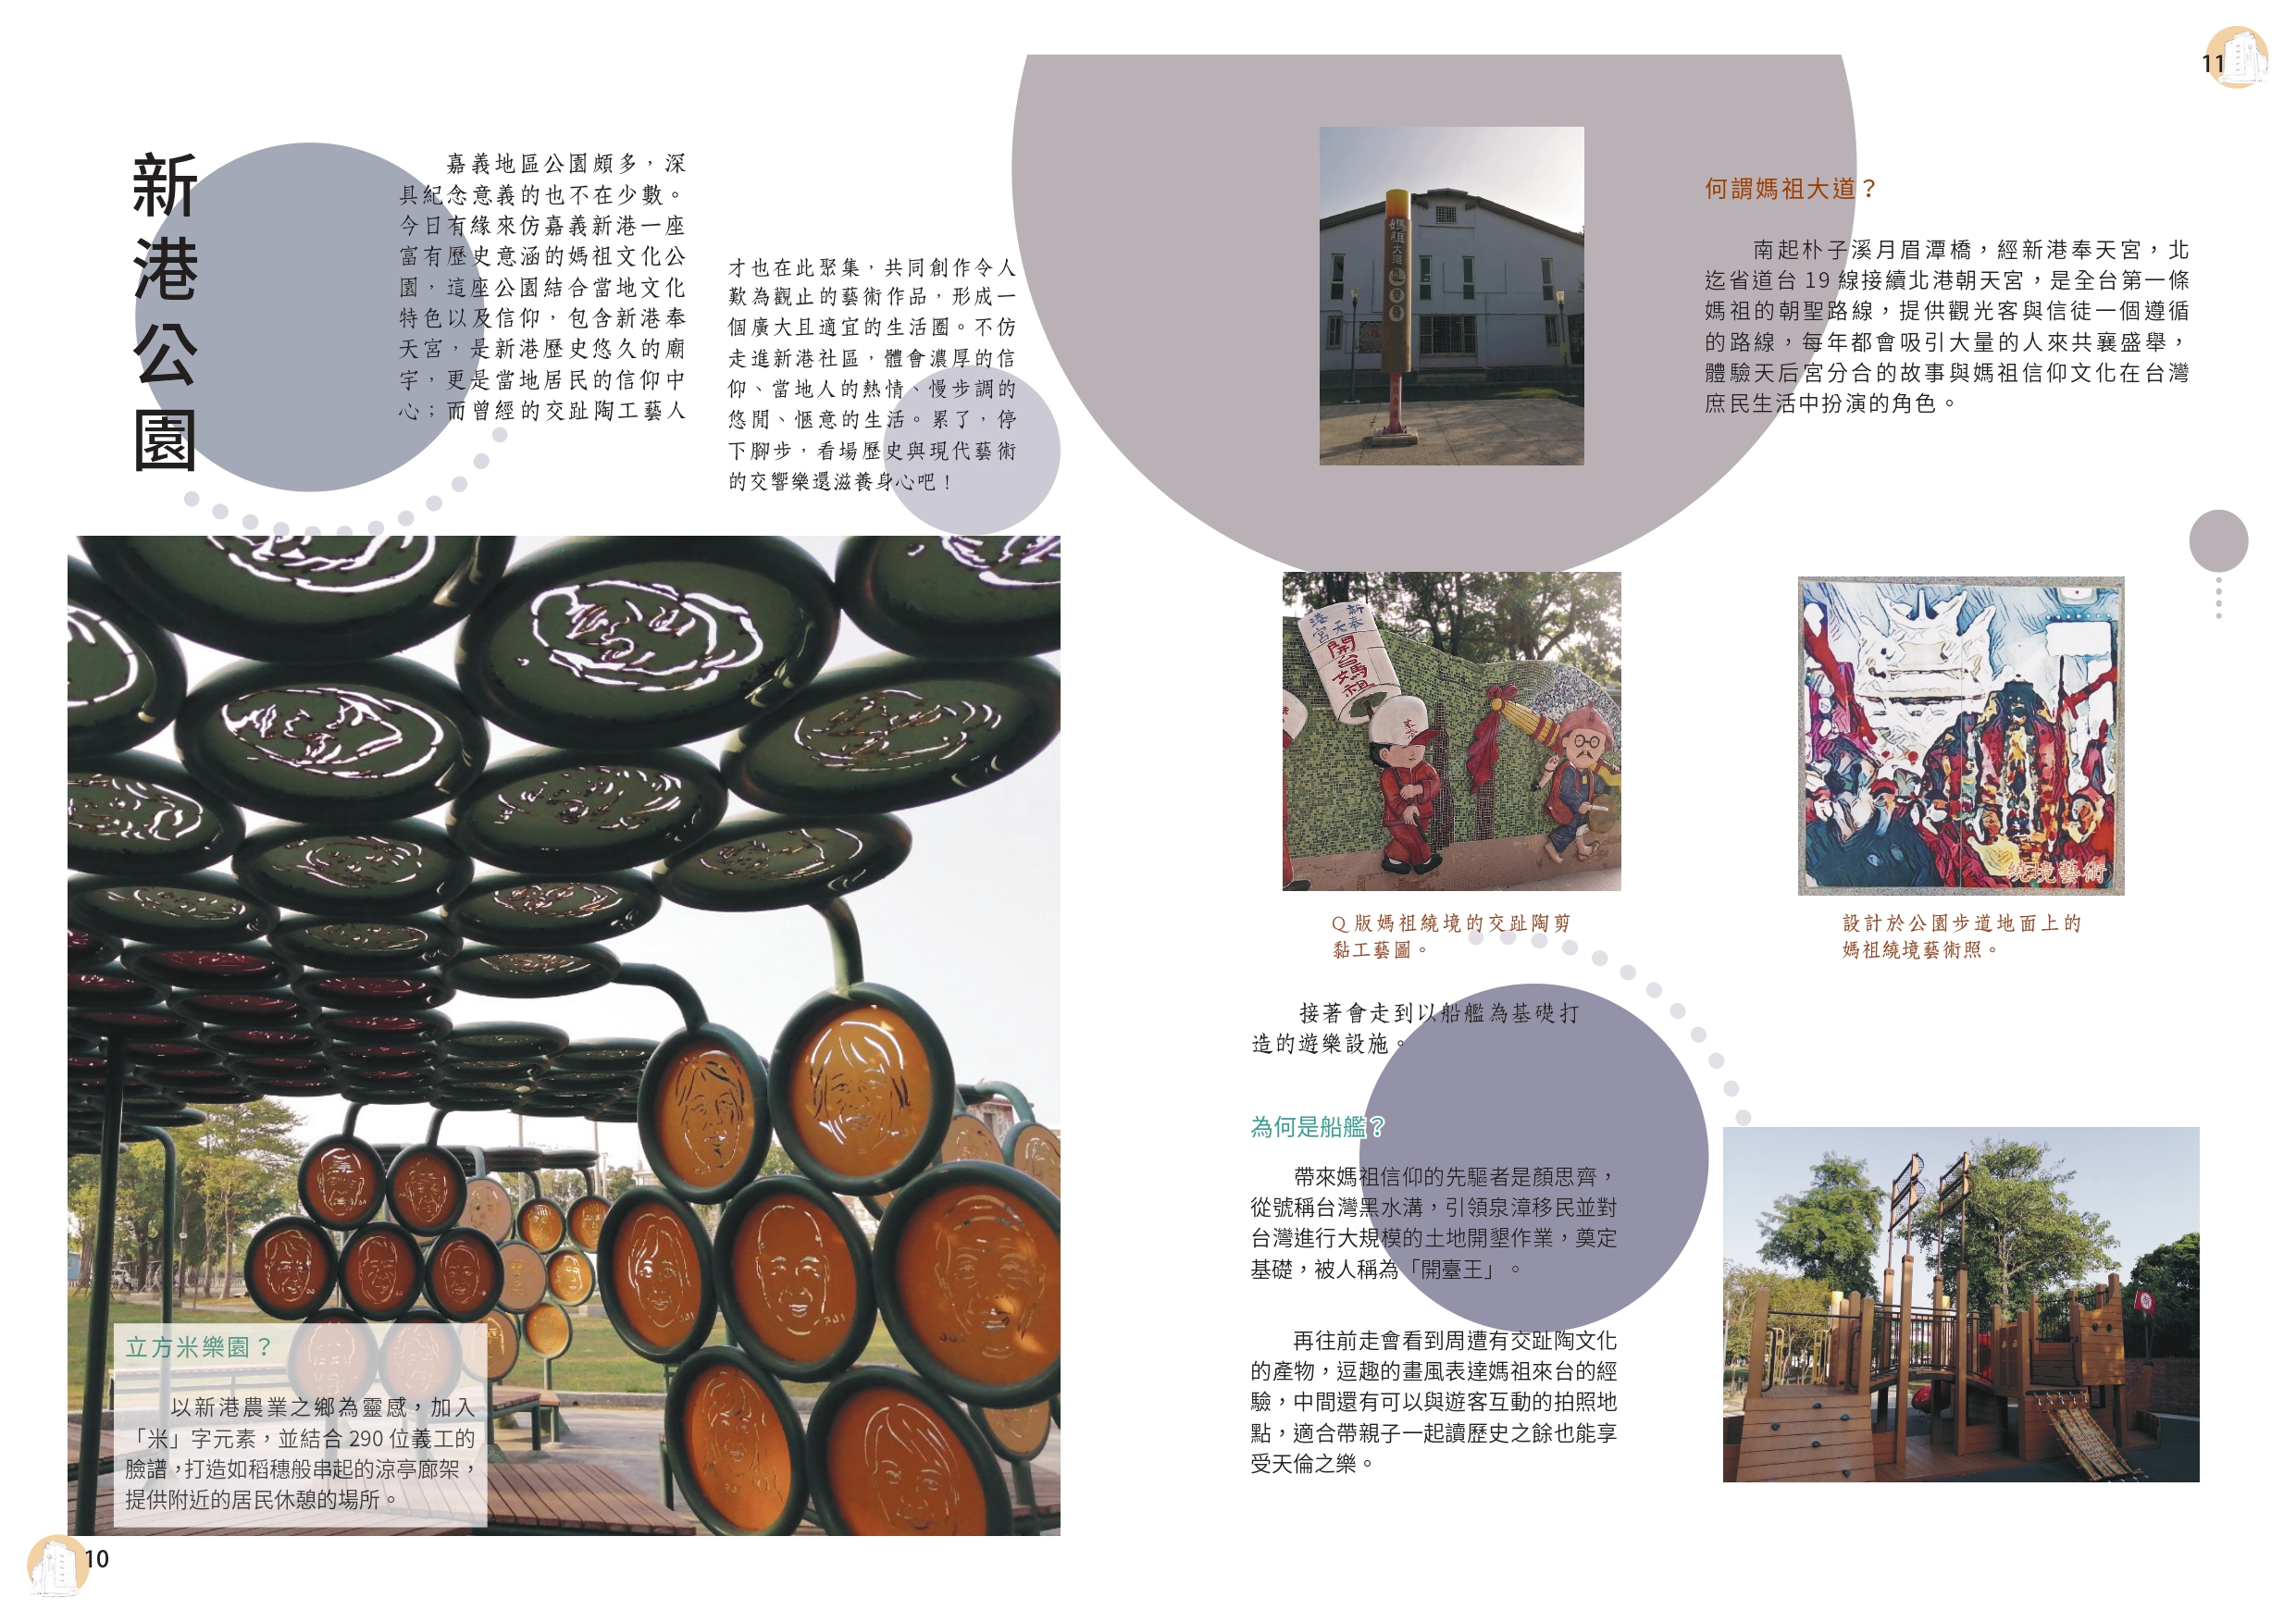 新港公園
嘉義地區公園頗多，深
具紀念意義的也不在少數。
今日有緣來仿嘉義新港一座
富有歷史意涵的媽祖文化公
園，這座公園結合當地文化
特色以及信仰，包含新港奉
天宮，是新港歷史悠久的廟
宇，更是當地居民的信仰中
心；而曾經的交趾陶工藝人
才也在此聚集，共同創作令人
歎為觀止的藝術作品，形成一
個廣大且適宜的生活圈。不仿
走進新港社區，體會濃厚的信
仰、當地人的熱情、慢步調的
悠閒、愜意的生活。累了，停
下腳步，看場歷史與現代藝術
的交響樂還滋養身心吧！
立方米樂園？
以新港農業之鄉為靈感，加入
「米」字元素，並結合 290 位義工的
臉譜，打造如稻穗般串起的涼亭廊架，
提供附近的居民休憩的場所。
10
11
媽祖大道
何謂媽祖大道？
南起朴子溪月眉潭橋，經新港奉天宮，北
迄省道台 19 線接續北港朝天宮，是全台第一條
媽祖的朝聖路線，提供觀光客與信徒一個遵循
的路線，每年都會吸引大量的人來共襄盛舉，
體驗天后宮分合的故事與媽祖信仰文化在台灣
庶民生活中扮演的角色。
新港
奉天宮
開台媽祖
Q 版媽祖繞境的交趾陶剪
黏工藝圖。
繞境藝術
設計於公園步道地面上的
媽祖繞境藝術照。
接著會走到以船艦為基礎打
造的遊樂設施。
為何是船艦？
帶來媽祖信仰的先驅者是顏思齊，
從號稱台灣黑水溝，引領泉漳移民並對
台灣進行大規模的土地開墾作業，奠定
基礎，被人稱為「開臺王」。
再往前走會看到周遭有交趾陶文化
的產物，逗趣的畫風表達媽祖來台的經
驗，中間還有可以與遊客互動的拍照地
點，適合帶親子一起讀歷史之餘也能享
受天倫之樂。